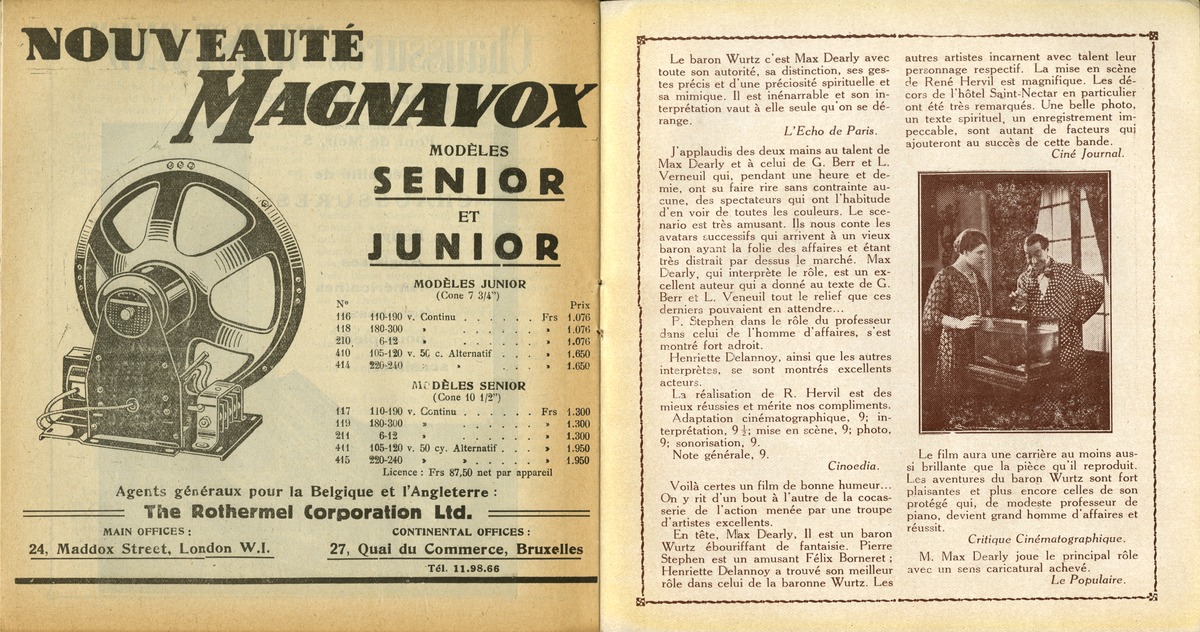 NOUVEAUTÉ
MAGNAVOX
MODÈLES
SENIOR
ET
JUNIOR
MODÈLES JUNIOR
(Cone 7 3/4")
Nº Prix
116 110-190 v. Continu . . . . . . Frs 1.076
118 180-300 » . . . . . . » 1.076
210 6-12 » . . . . . . » 1.076
410 105-120 v. 50 c. Alternatif . . . . » 1.650
414 220-240 » » . . . . » 1.650
MODÈLES SENIOR
(Cone 10 1/2")
117 110-190 v. Continu . . . . . . Frs 1.300
119 180-300 » . . . . . . » 1.300
211 6-12 » . . . . . . » 1.300
411 105-120 v. 50 cy. Alternatif . . . » 1.950
415 220-240 » » . . . . . » 1.950
Licence : Frs 87,50 net par appareil
Agents généraux pour la Belgique et l'Angleterre :
The Rothermel Corporation Ltd.
MAIN OFFICES :
24, Maddox Street, London W.I.
CONTINENTAL OFFICES :
27, Quai du Commerce, Bruxelles
Tél. 11.98.66
Le baron Wurtz c'est Max Dearly avec
toute son autorité, sa distinction, ses ges-
tes précis et d'une préciosité spirituelle et
sa mimique. Il est inénarrable et son in-
terprétation vaut à elle seule qu'on se dé-
range.
L'Echo de Paris.
J'applaudis des deux mains au talent de
Max Dearly et à celui de G. Berr et L.
Verneuil qui, pendant une heure et de-
mie, ont su faire rire sans contrainte au-
cune, des spectateurs qui ont l'habitude
d'en voir de toutes les couleurs. Le sce-
nario est très amusant. Ils nous conte les
avatars successifs qui arrivent à un vieux
baron ayant la folie des affaires et étant
très distrait par dessus le marché. Max
Dearly, qui interprète le rôle, est un ex-
cellent auteur qui a donné au texte de G.
Berr et L. Veneuil tout le relief que ces
derniers pouvaient en attendre...
P. Stephen dans le rôle du professeur
dans celui de l'homme d'affaires, s'est
montré fort adroit.
Henriette Delannoy, ainsi que les autres
interprètes, se sont montrés excellents
acteurs.
La réalisation de R. Hervil est des
mieux réussies et mérite nos compliments.
Adaptation cinématographique, 9; in-
terprétation, 9 ½; mise en scène, 9; photo,
9; sonorisation, 9.
Note générale, 9.
Cinoedia.
Voilà certes un film de bonne humeur...
On y rit d'un bout à l'autre de la cocas-
serie de l'action menée par une troupe
d'artistes excellents.
En tête, Max Dearly, Il est un baron
Wurtz ébouriffant de fantaisie. Pierre
Stephen est un amusant Félix Borneret ;
Henriette Delannoy a trouvé son meilleur
rôle dans celui de la baronne Wurtz. Les
autres artistes incarnent avec talent leur
personnage respectif. La mise en scène
de René Hervil est magnifique. Les dé-
cors de l'hôtel Saint-Nectar en particulier
ont été très remarqués. Une belle photo,
un texte spirituel, un enregistrement im-
peccable, sont autant de facteurs qui
ajouteront au succès de cette bande.
Ciné Journal.
Le film aura une carrière au moins aus-
si brillante que la pièce qu'il reproduit.
Les aventures du baron Wurtz sont fort
plaisantes et plus encore celles de son
protégé qui, de modeste professeur de
piano, devient grand homme d'affaires et
réussit.
Critique Cinématographique.
M. Max Dearly joue le principal rôle
avec un sens caricatural achevé.
Le Populaire.